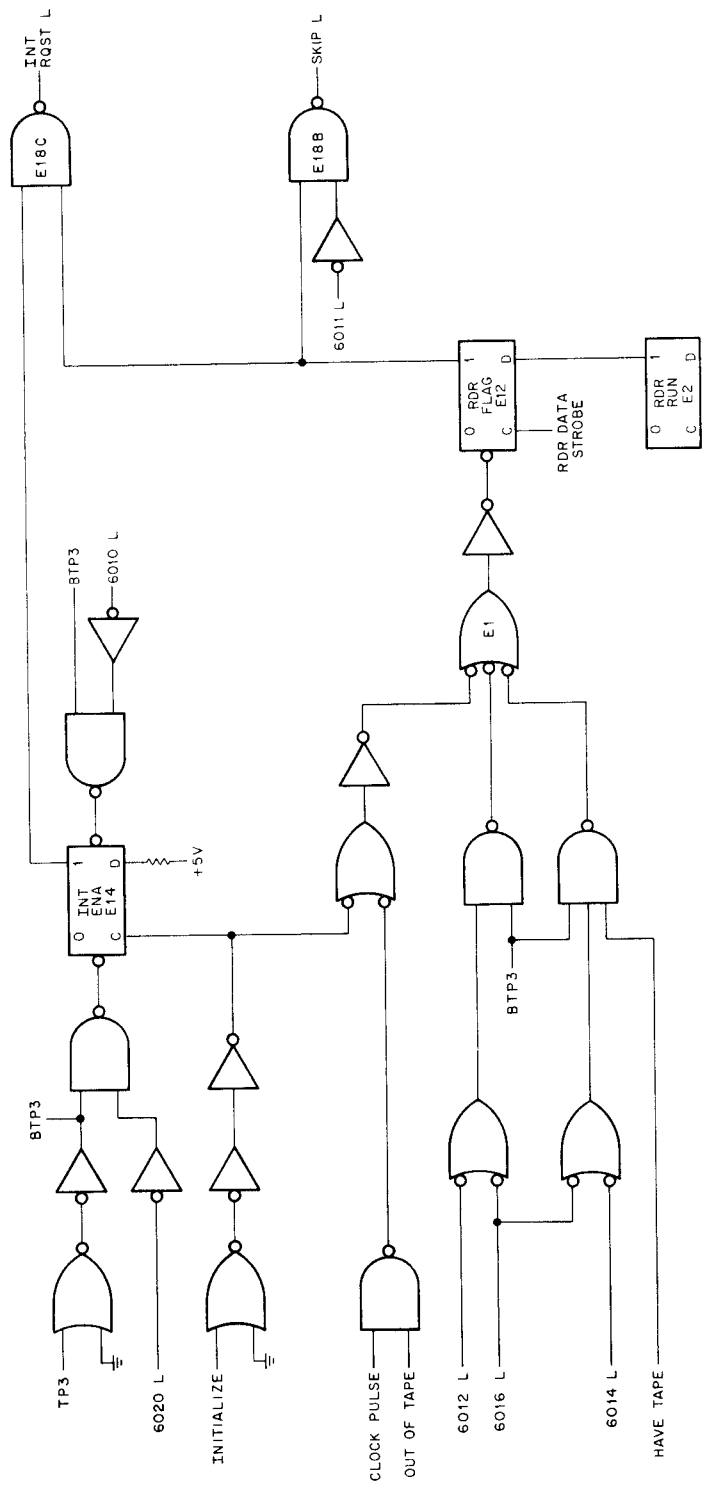 TP3
6020 L
INITIALIZE
CLOCK PULSE
OUT OF TAPE
6012 L
6016 L
6014 L
HAVE TAPE
BTP3
0 1
INT
ENA
E14
C D
+5V
BTP3
6010 L
BTP3
E1
0 1
RDR
FLAG
E12
C D
RDR DATA
STROBE
0 1
RDR
RUN
E2
C D
6011 L
E18C
INT
RQST L
E18B
SKIP L